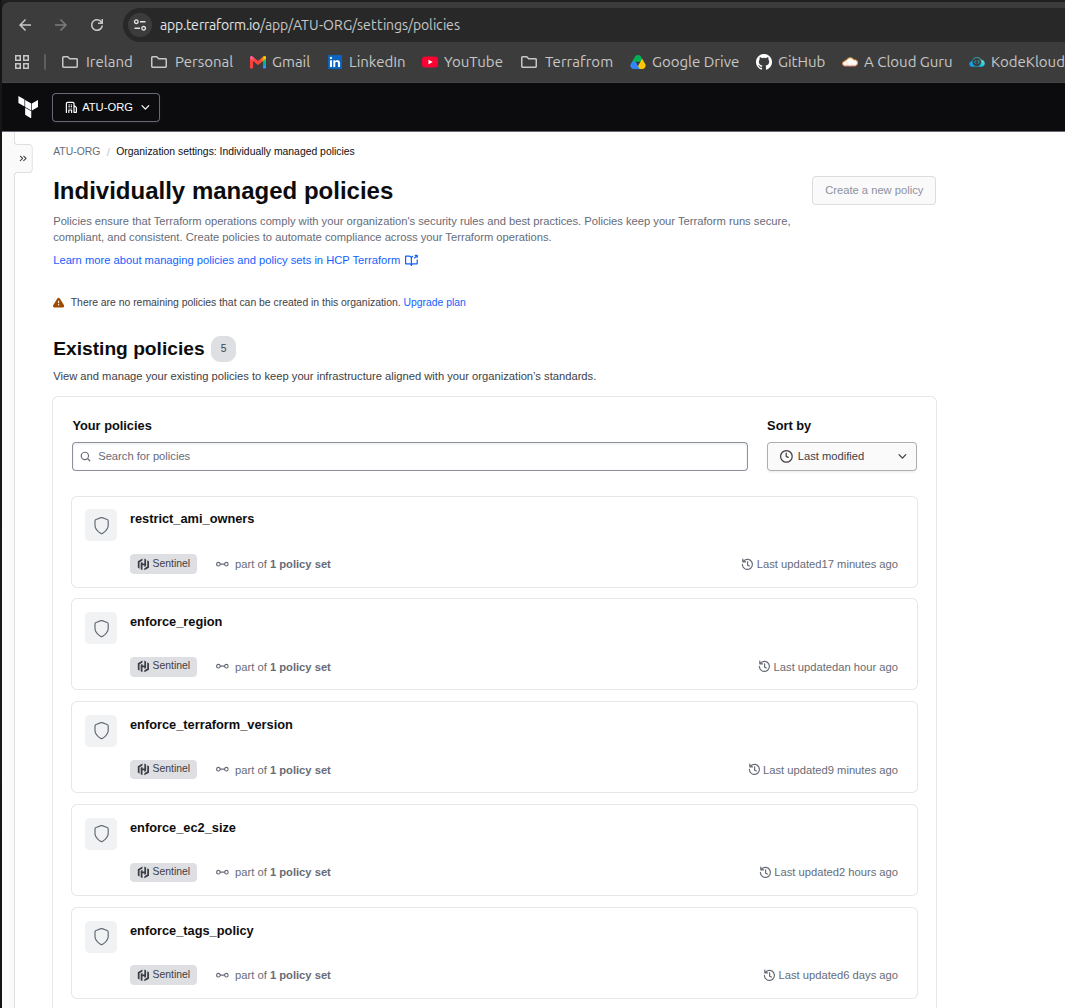 app.terraform.io/app/ATU-ORG/settings/policies
Ireland Personal Gmail LinkedIn YouTube Terrafrom Google Drive GitHub A Cloud Guru KodeKloud
ATU-ORG
ATU-ORG / Organization settings: Individually managed policies
Individually managed policies
Create a new policy
Policies ensure that Terraform operations comply with your organization's security rules and best practices. Policies keep your Terraform runs secure,
compliant, and consistent. Create policies to automate compliance across your Terraform operations.
Learn more about managing policies and policy sets in HCP Terraform
There are no remaining policies that can be created in this organization. Upgrade plan
Existing policies 5
View and manage your existing policies to keep your infrastructure aligned with your organization's standards.
Your policies
Sort by
Search for policies
Last modified
restrict_ami_owners
Sentinel part of 1 policy set Last updated17 minutes ago
enforce_region
Sentinel part of 1 policy set Last updatedan hour ago
enforce_terraform_version
Sentinel part of 1 policy set Last updated9 minutes ago
enforce_ec2_size
Sentinel part of 1 policy set Last updated2 hours ago
enforce_tags_policy
Sentinel part of 1 policy set Last updated6 days ago